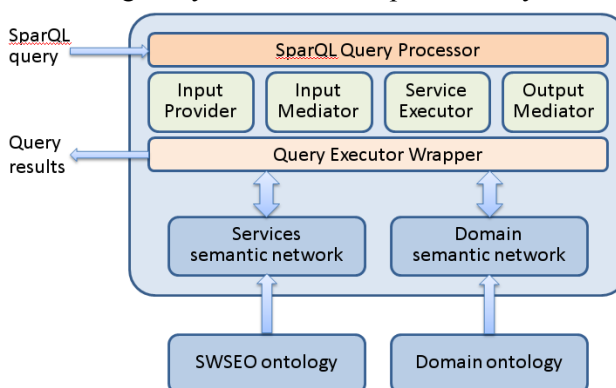 SparQL
query
SparQL Query Processor
Input
Provider
Input
Mediator
Service
Executor
Output
Mediator
Query
results
Query Executor Wrapper
Services
semantic network
Domain
semantic network
SWSEO ontology
Domain ontology